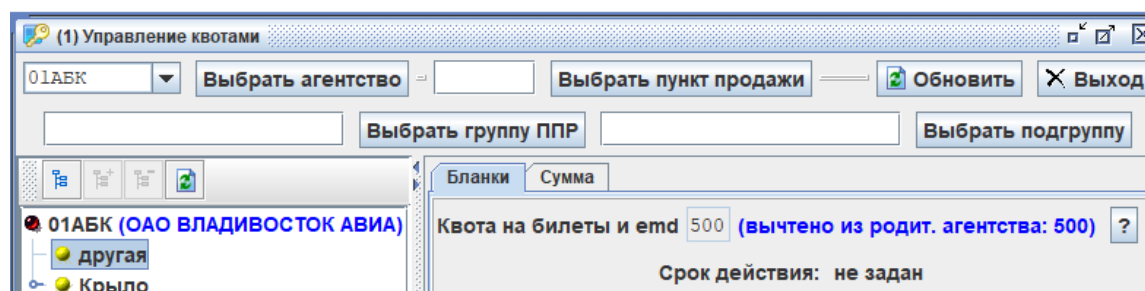 (1) Управление квотами
01АБК Выбрать агентство Выбрать пункт продажи Обновить Выход
Выбрать группу ППР Выбрать подгруппу
Бланки Сумма
01АБК (ОАО ВЛАДИВОСТОК АВИА)
Квота на билеты и emd 500 (вычтено из родит. агентства: 500) ?
другая
Срок действия: не задан
Крыло